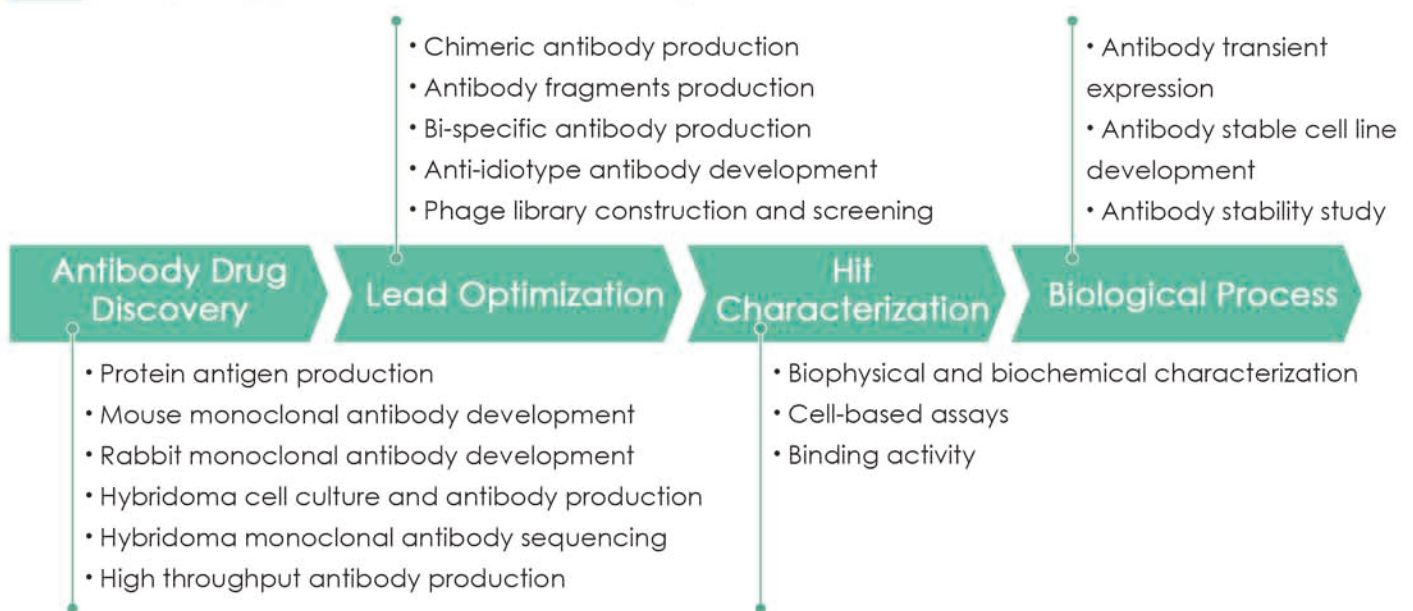 • Chimeric antibody production
• Antibody fragments production
• Bi-specific antibody production
• Anti-idiotype antibody development
• Phage library construction and screening
• Antibody transient
expression
• Antibody stable cell line
development
• Antibody stability study
Antibody Drug
Discovery
Lead Optimization
Hit
Characterization
Biological Process
• Protein antigen production
• Mouse monoclonal antibody development
• Rabbit monoclonal antibody development
• Hybridoma cell culture and antibody production
• Hybridoma monoclonal antibody sequencing
• High throughput antibody production
• Biophysical and biochemical characterization
• Cell-based assays
• Binding activity